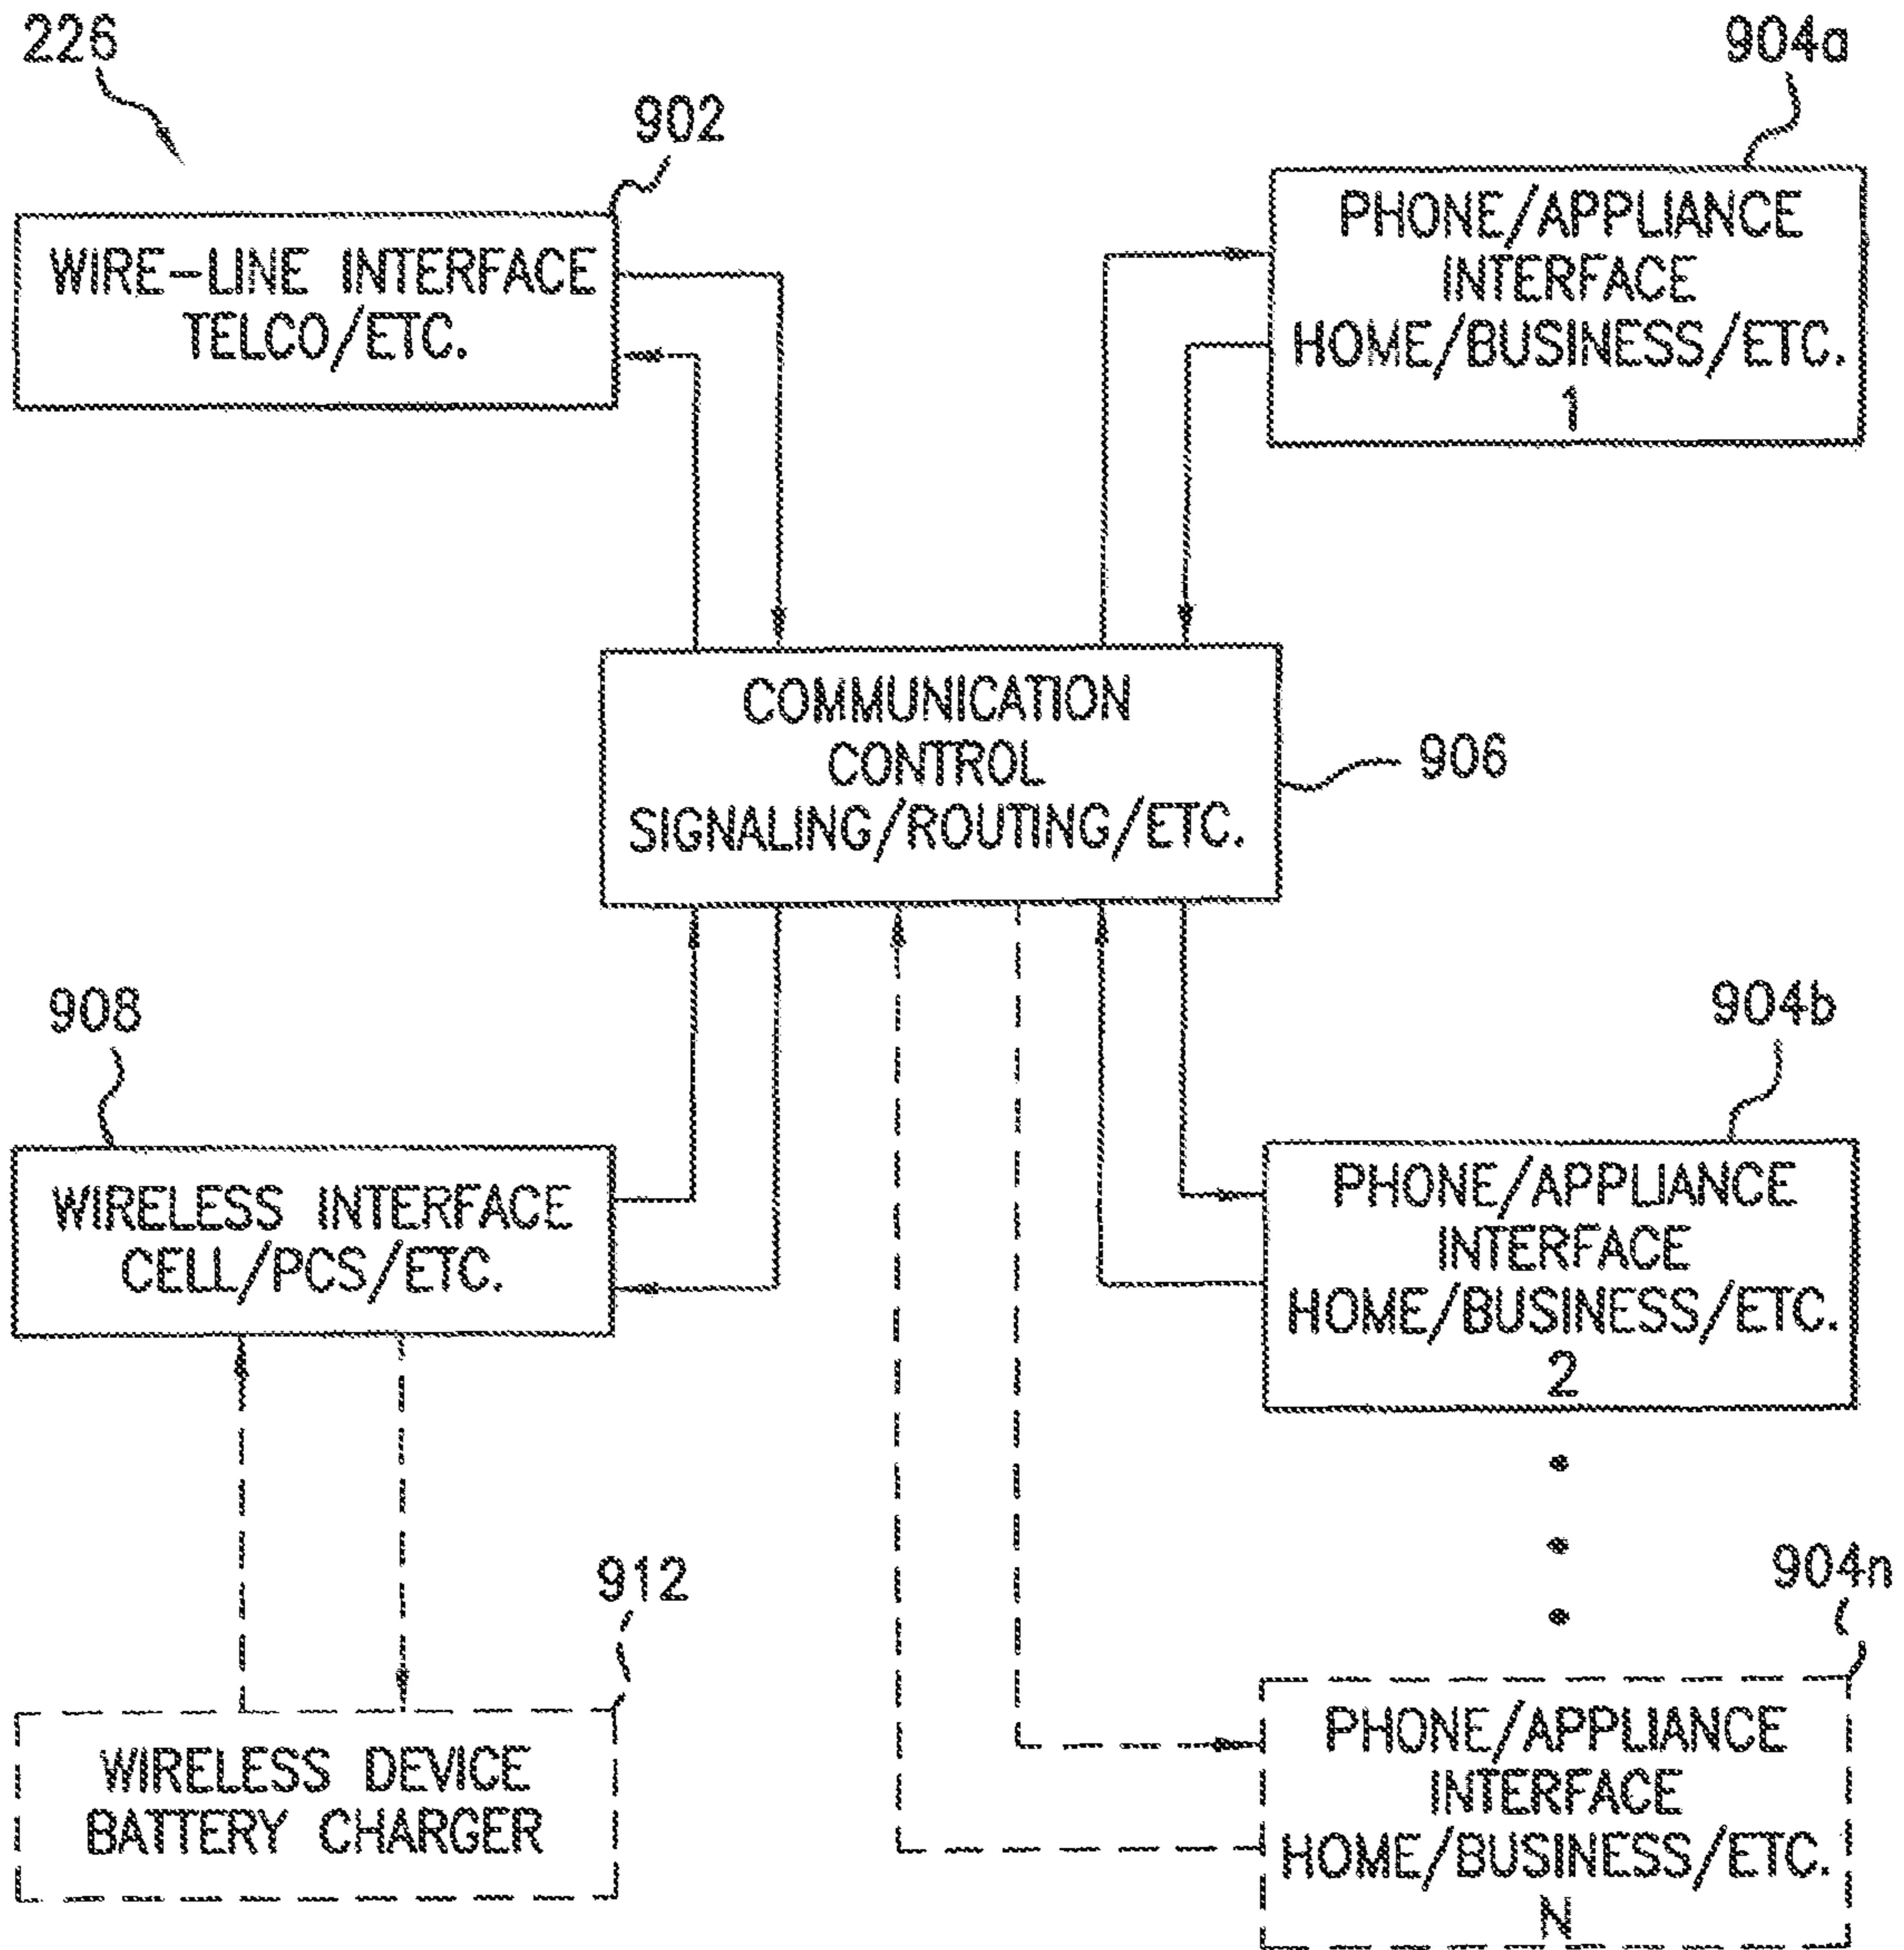 226
904a
902
WIRE-LINE INTERFACE
TELCO/ETC.
PHONE/APPLIANCE
INTERFACE
HOME/BUSINESS/ETC.
1
COMMUNICATION
CONTROL
SIGNALING/ROUTING/ETC.
906
908
904b
WIRELESS INTERFACE
CELL/PCS/ETC.
PHONE/APPLIANCE
INTERFACE
HOME/BUSINESS/ETC.
2
912
904n
WIRELESS DEVICE
BATTERY CHARGER
PHONE/APPLIANCE
INTERFACE
HOME/BUSINESS/ETC.
N